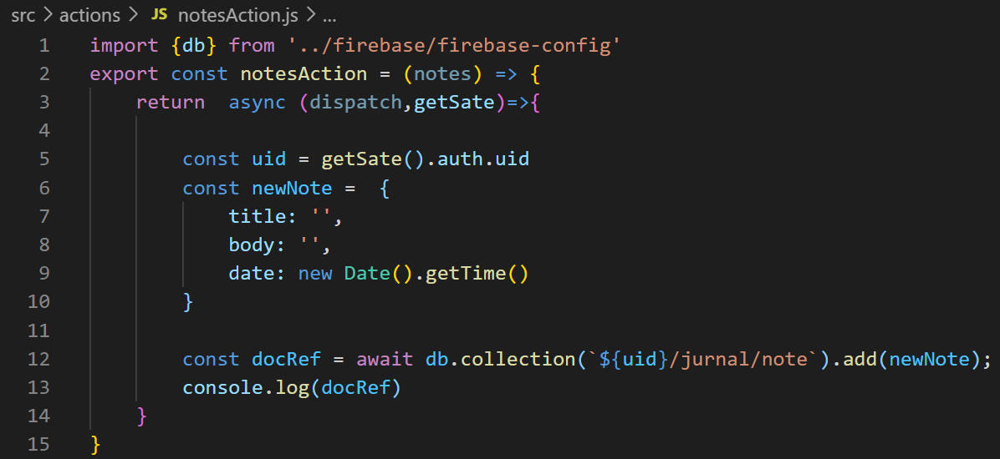 src > actions > JS notesAction.js > ...
1 import {db} from '../firebase/firebase-config'
2 export const notesAction = (notes) => {
3     return  async (dispatch,getSate)=>{
4
5         const uid = getSate().auth.uid
6         const newNote =  {
7             title: '',
8             body: '',
9             date: new Date().getTime()
10         }
11
12         const docRef = await db.collection(`${uid}/jurnal/note`).add(newNote);
13         console.log(docRef)
14     }
15 }